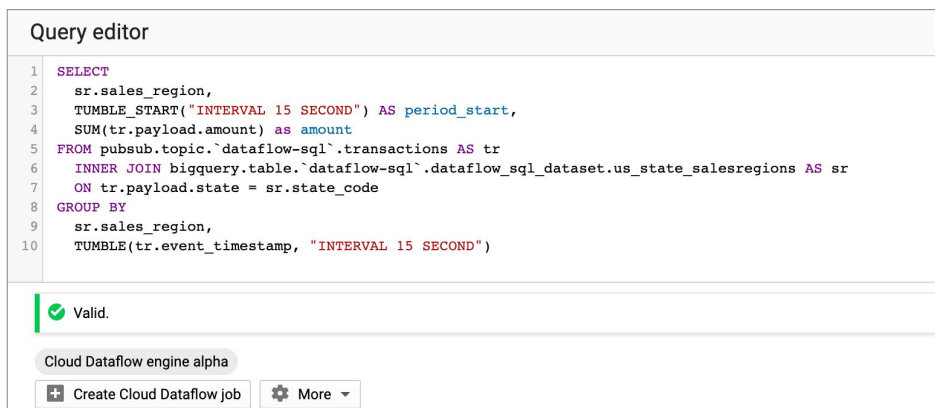 Query editor
1 SELECT
2 sr.sales_region,
3 TUMBLE_START("INTERVAL 15 SECOND") AS period_start,
4 SUM(tr.payload.amount) as amount
5 FROM pubsub.topic.`dataflow-sql`.transactions AS tr
6 INNER JOIN bigquery.table.`dataflow-sql`.dataflow_sql_dataset.us_state_salesregions AS sr
7 ON tr.payload.state = sr.state_code
8 GROUP BY
9 sr.sales_region,
10 TUMBLE(tr.event_timestamp, "INTERVAL 15 SECOND")
Valid.
Cloud Dataflow engine alpha
Create Cloud Dataflow job More